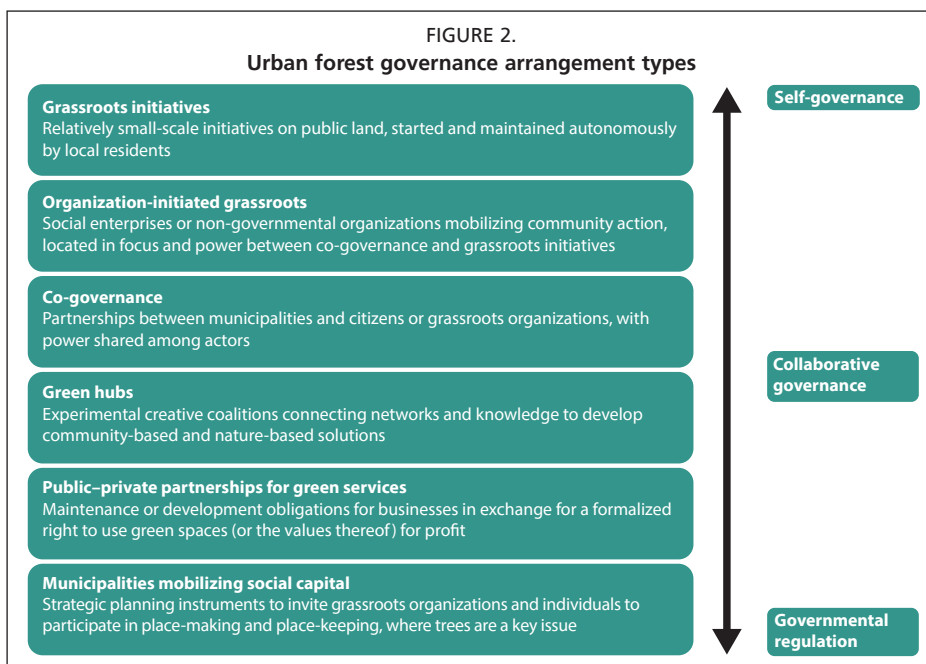 FIGURE 2.
Urban forest governance arrangement types
Grassroots initiatives
Relatively small-scale initiatives on public land, started and maintained autonomously
by local residents
Organization-initiated grassroots
Social enterprises or non-governmental organizations mobilizing community action,
located in focus and power between co-governance and grassroots initiatives
Co-governance
Partnerships between municipalities and citizens or grassroots organizations, with
power shared among actors
Green hubs
Experimental creative coalitions connecting networks and knowledge to develop
community-based and nature-based solutions
Public–private partnerships for green services
Maintenance or development obligations for businesses in exchange for a formalized
right to use green spaces (or the values thereof) for profit
Municipalities mobilizing social capital
Strategic planning instruments to invite grassroots organizations and individuals to
participate in place-making and place-keeping, where trees are a key issue
Self-governance
Collaborative
governance
Governmental
regulation